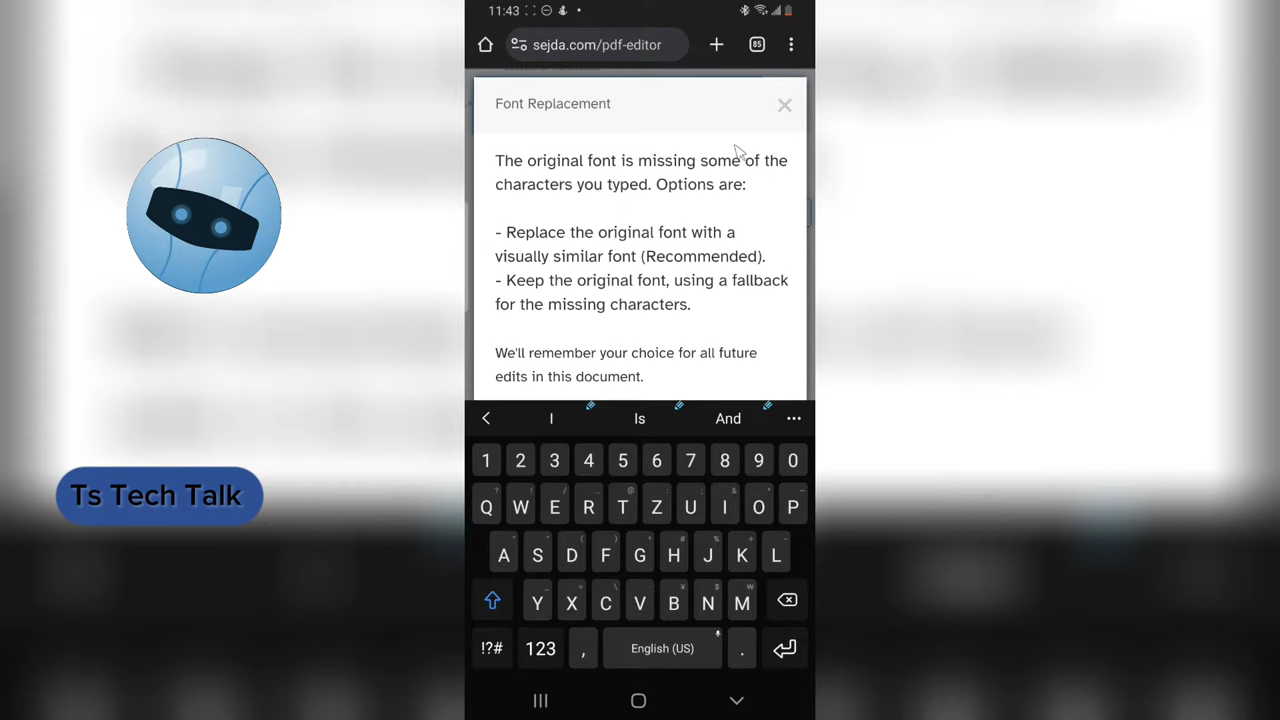 11:43
sejda.com/pdf-editor
85
Font Replacement
The original font is missing some of the
characters you typed. Options are:
- Replace the original font with a
visually similar font (Recommended).
- Keep the original font, using a fallback
for the missing characters.
We'll remember your choice for all future
edits in this document.
Ts Tech Talk
I Is And
1 2 3 4 5 6 7 8 9 0
Q W E R T Z U I O P
A S D F G H J K L
Y X C V B N M
!?# 123 , English (US) .